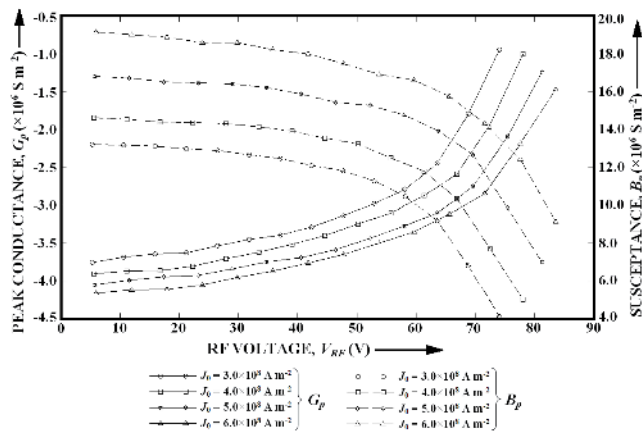 PEAK CONDUCTANCE, Gp (×10⁶ S m⁻²)
-0.5
-1.0
-1.5
-2.0
-2.5
-3.0
-3.5
-4.0
-4.5
20.0
18.0
16.0
14.0
12.0
10.0
8.0
6.0
4.0
SUSCEPTANCE, Bp (×10⁶ S m⁻²)
0 10 20 30 40 50 60 70 80 90
RF VOLTAGE, VRF (V)
J₀ = 3.0×10⁸ A m⁻²
J₀ = 4.0×10⁸ A m⁻²
J₀ = 5.0×10⁸ A m⁻²
J₀ = 6.0×10⁸ A m⁻²
Gp
J₀ = 3.0×10⁸ A m⁻²
J₀ = 4.0×10⁸ A m⁻²
J₀ = 5.0×10⁸ A m⁻²
J₀ = 6.0×10⁸ A m⁻²
Bp